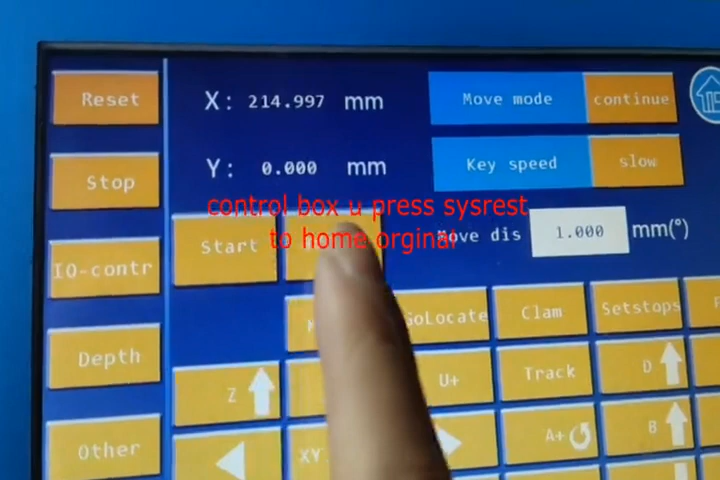 Reset
X: 214.997 mm
Move mode continue
Stop
Y: 0.000 mm
Key speed slow
control box u press sysrest
to home orginal
Start
Move dis 1.000 mm(°)
IO-contr
GoLocate
Clam
Setstops
Depth
Z
U+
Track
D
Other
XY
A+
B